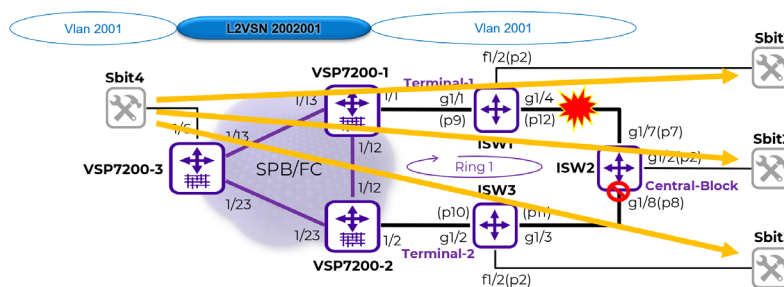 Vlan 2001
L2VSN 2002001
Vlan 2001
Sbit
f1/2(p2)
Sbit4
VSP7200-1
Terminal-1
1/1
g1/1
g1/4
1/13
(p9)
(p12)
1/6
1/13
ISW1
g1/7(p7)
1/12
VSP7200-3
SPB/FC
Ring 1
ISW2
g1/2(p2)
Sbit
Central-Block
1/12
ISW3
g1/8(p8)
1/23
(p10)
(p11)
1/23
1/2
g1/2
g1/3
Sbit
VSP7200-2
Terminal-2
f1/2(p2)